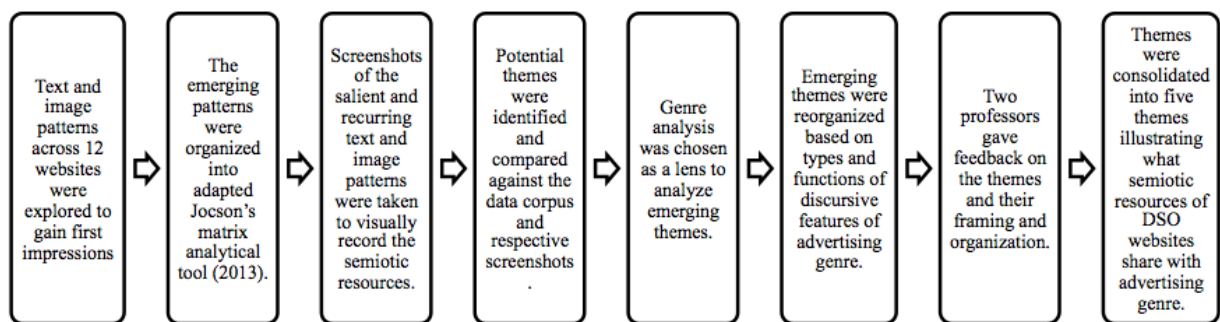 Text and
image
patterns
across 12
websites
were
explored to
gain first
impressions
The
emerging
patterns
were
organized
into
adapted
Jocson's
matrix
analytical
tool (2013).
Screenshots
of the
salient and
recurring
text and
image
patterns
were taken
to visually
record the
semiotic
resources.
Potential
themes
were
identified
and
compared
against the
data corpus
and
respective
screenshots
.
Genre
analysis
was chosen
as a lens to
analyze
emerging
themes.
Emerging
themes were
reorganized
based on
types and
functions of
discursive
features of
advertising
genre.
Two
professors
gave
feedback on
the themes
and their
framing and
organization.
Themes
were
consolidated
into five
themes
illustrating
what
semiotic
resources of
DSO
websites
share with
advertising
genre.